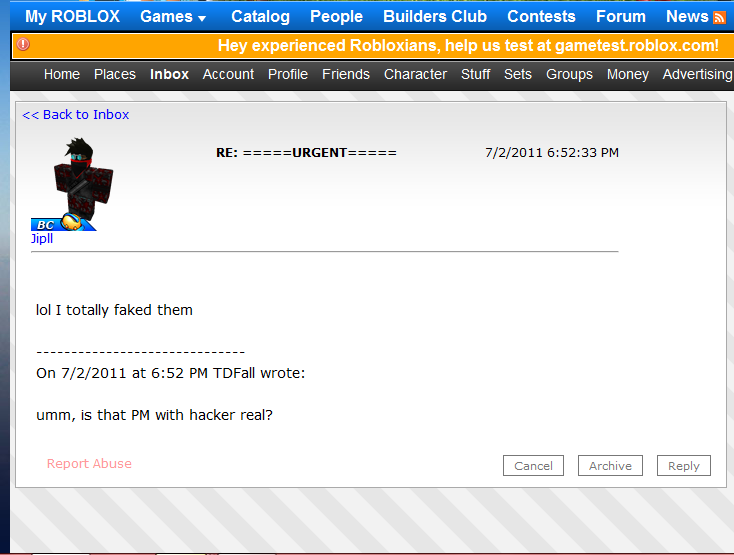 My ROBLOX Games Catalog People Builders Club Contests Forum News
Hey experienced Robloxians, help us test at gametest.roblox.com!
Home Places Inbox Account Profile Friends Character Stuff Sets Groups Money Advertising
<< Back to Inbox
RE: =====URGENT===== 7/2/2011 6:52:33 PM
BC
Jipll
lol I totally faked them
------------------------------
On 7/2/2011 at 6:52 PM TDFall wrote:
umm, is that PM with hacker real?
Report Abuse Cancel Archive Reply